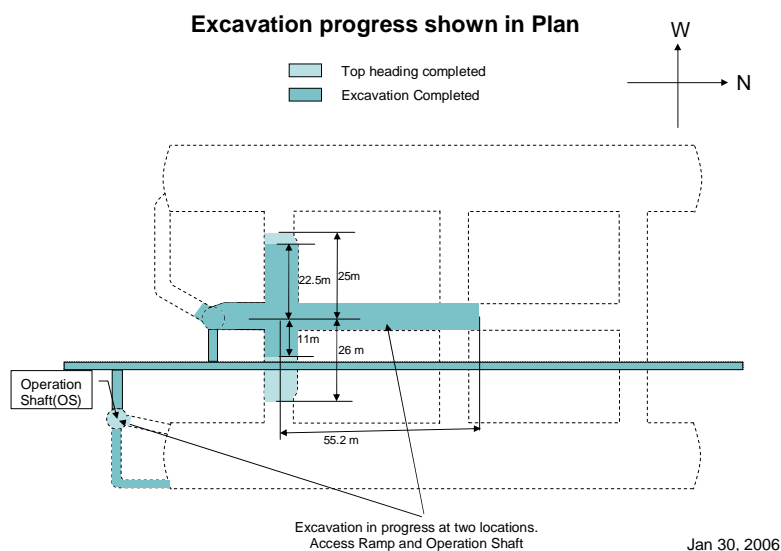 Excavation progress shown in Plan
W
N
Top heading completed
Excavation Completed
22.5m
25m
11m
26 m
Operation
Shaft(OS)
55.2 m
Excavation in progress at two locations.
Access Ramp and Operation Shaft
Jan 30, 2006